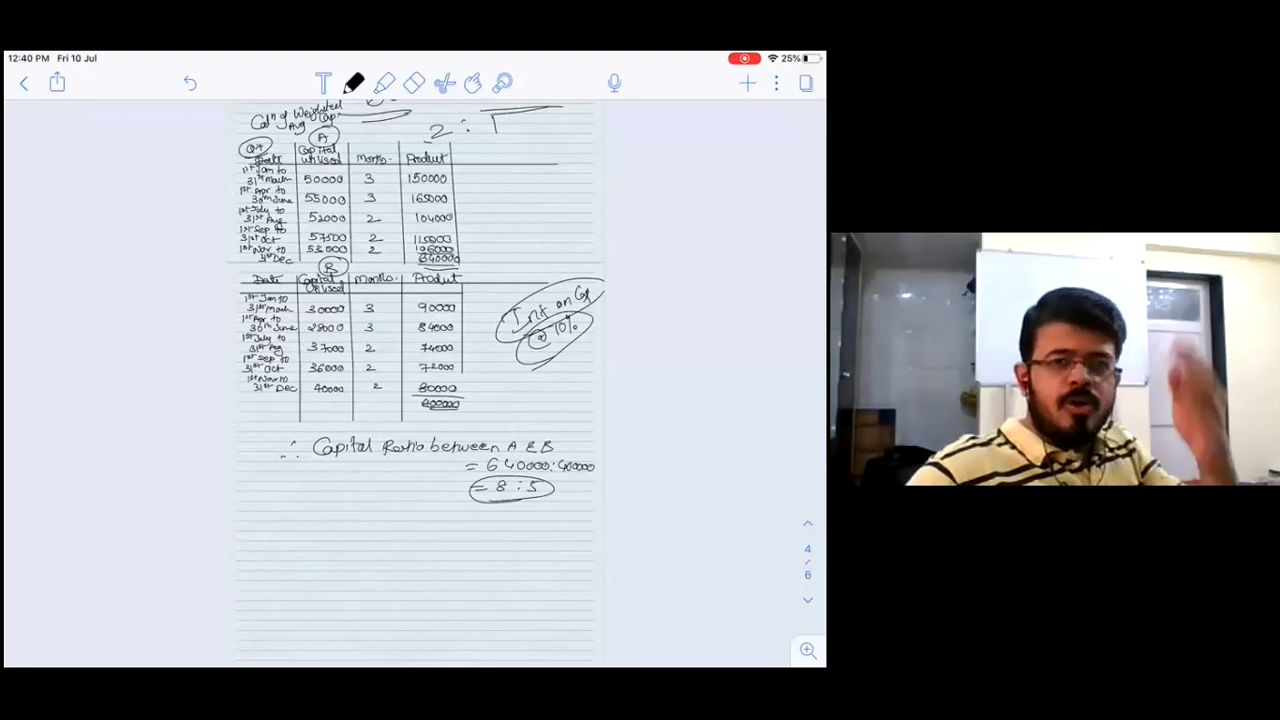 12:40 PM Fri 10 Jul
25%
T
Calⁿ of Weighted
Avg Cap.
2 : 1
A
Q7
Date Capital Utilised Months. Product
1st Jan to
31st March 50000 3 150000
1st Apr to
30th June 55000 3 165000
1st July to
31st Aug 52000 2 104000
1st Sep to
31st Oct 57500 2 115000
1st Nov to
31st Dec 53000 2 106000
640000
B
Date Capital Utilised Months. Product
1st Jan to
31st March 30000 3 90000
1st Apr to
30th June 28000 3 84000
1st July to
31st Aug 37000 2 74000
1st Sep to
31st Oct 36000 2 72000
1st Nov to
31st Dec 40000 2 80000
400000
Int on Cap
@ 10%
∴ Capital Ratio between A & B
= 640000:400000
= 8 : 5
4
/
6